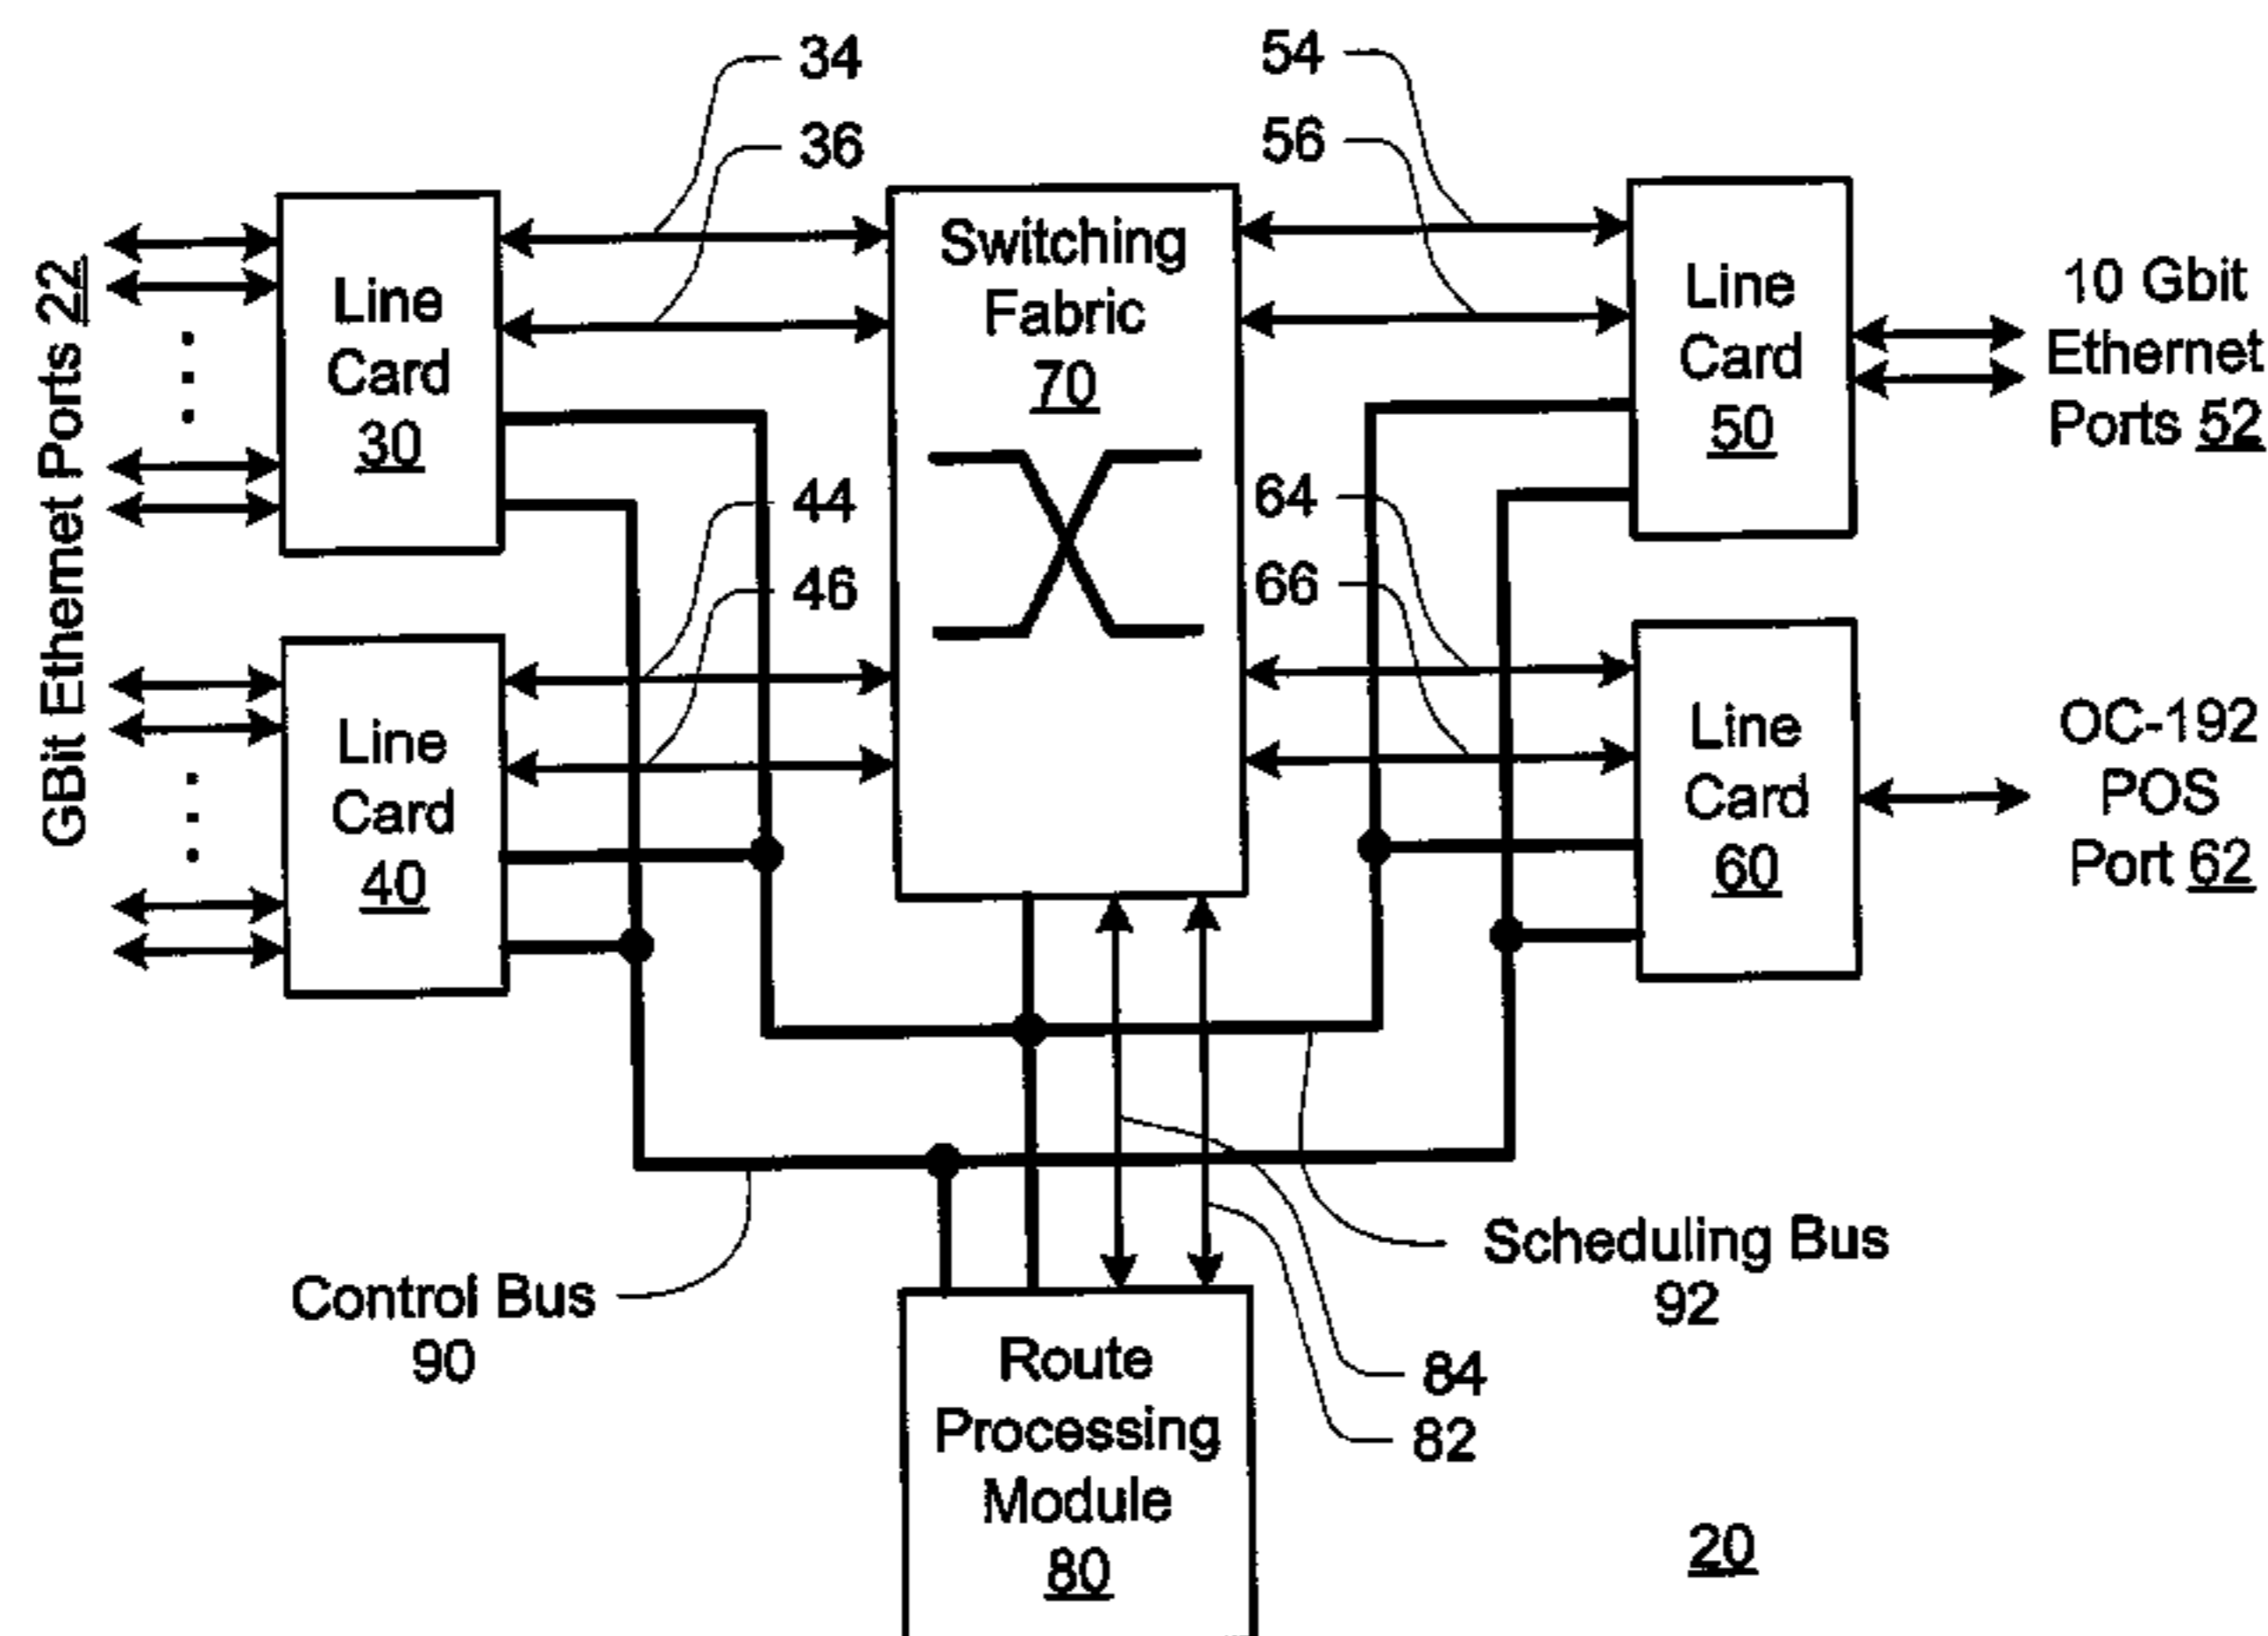 34
36
54
56
GBit Ethernet Ports 22
Line
Card
30
Switching
Fabric
70
Line
Card
50
10 Gbit
Ethernet
Ports 52
44
46
64
66
Line
Card
40
Line
Card
60
OC-192
POS
Port 62
Control Bus
90
Scheduling Bus
92
84
82
Route
Processing
Module
80
20